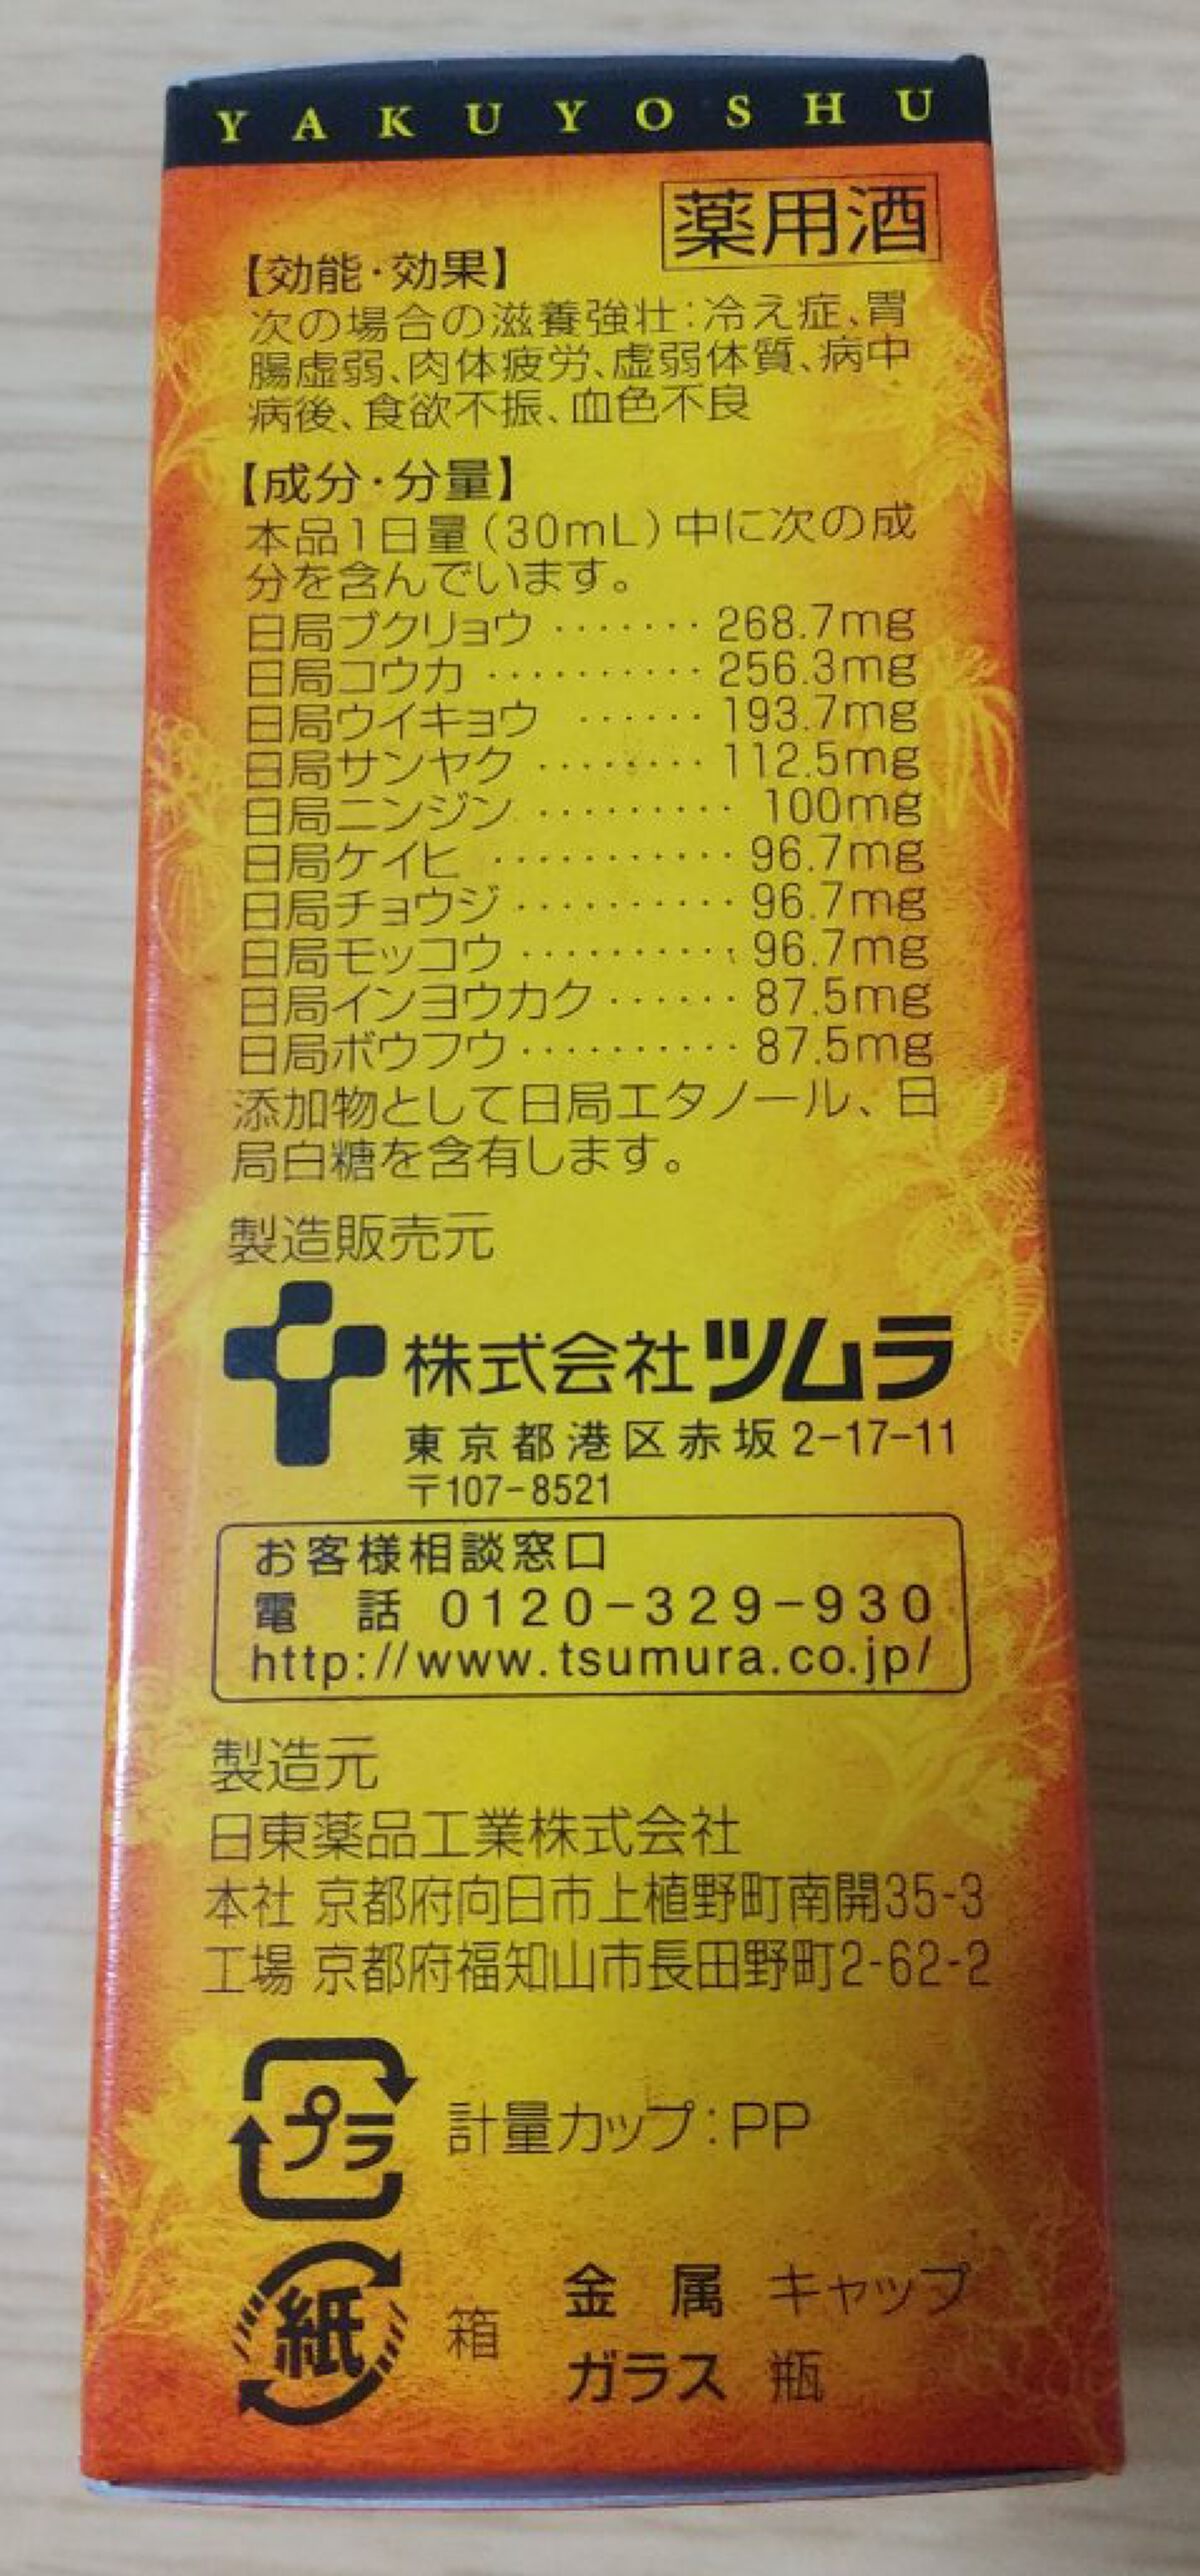 YAKUYOSHU
薬用酒
【効能・効果】
次の場合の滋養強壮:冷え症、胃
腸虚弱、肉体疲労、虚弱体質、病中
病後、食欲不振、血色不良
【成分・分量】
本品1日量(30mL)中に次の成
分を含んでいます。
日局ブクリョウ ······· 268.7mg
日局コウカ ·········· 256.3mg
日局ウイキョウ ······ 193.7mg
日局サンヤク ········ 112.5mg
日局ニンジン ·········· 100mg
日局ケイヒ ············ 96.7mg
日局チョウジ ·········· 96.7mg
日局モッコウ ·········· 96.7mg
日局インヨウカク ······ 87.5mg
日局ボウフウ ·········· 87.5mg
添加物として日局エタノール、日
局白糖を含有します。
製造販売元
株式会社ツムラ
東京都港区赤坂2-17-11
〒107-8521
お客様相談窓口
電 話 0120-329-930
http://www.tsumura.co.jp/
製造元
日東薬品工業株式会社
本社 京都府向日市上植野町南開35-3
工場 京都府福知山市長田野町2-62-2
プラ 計量カップ:PP
紙 箱 金属 キャップ
ガラス 瓶